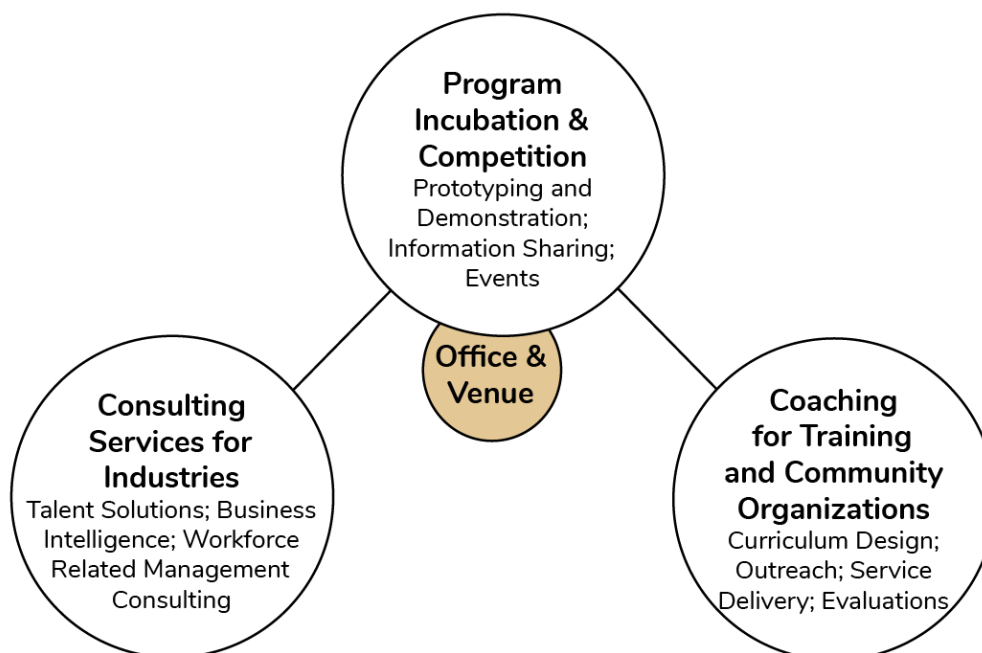 Program
Incubation &
Competition
Prototyping and
Demonstration;
Information Sharing;
Events
Office &
Venue
Consulting
Services for
Industries
Talent Solutions; Business
Intelligence; Workforce
Related Management
Consulting
Coaching
for Training
and Community
Organizations
Curriculum Design;
Outreach; Service
Delivery; Evaluations